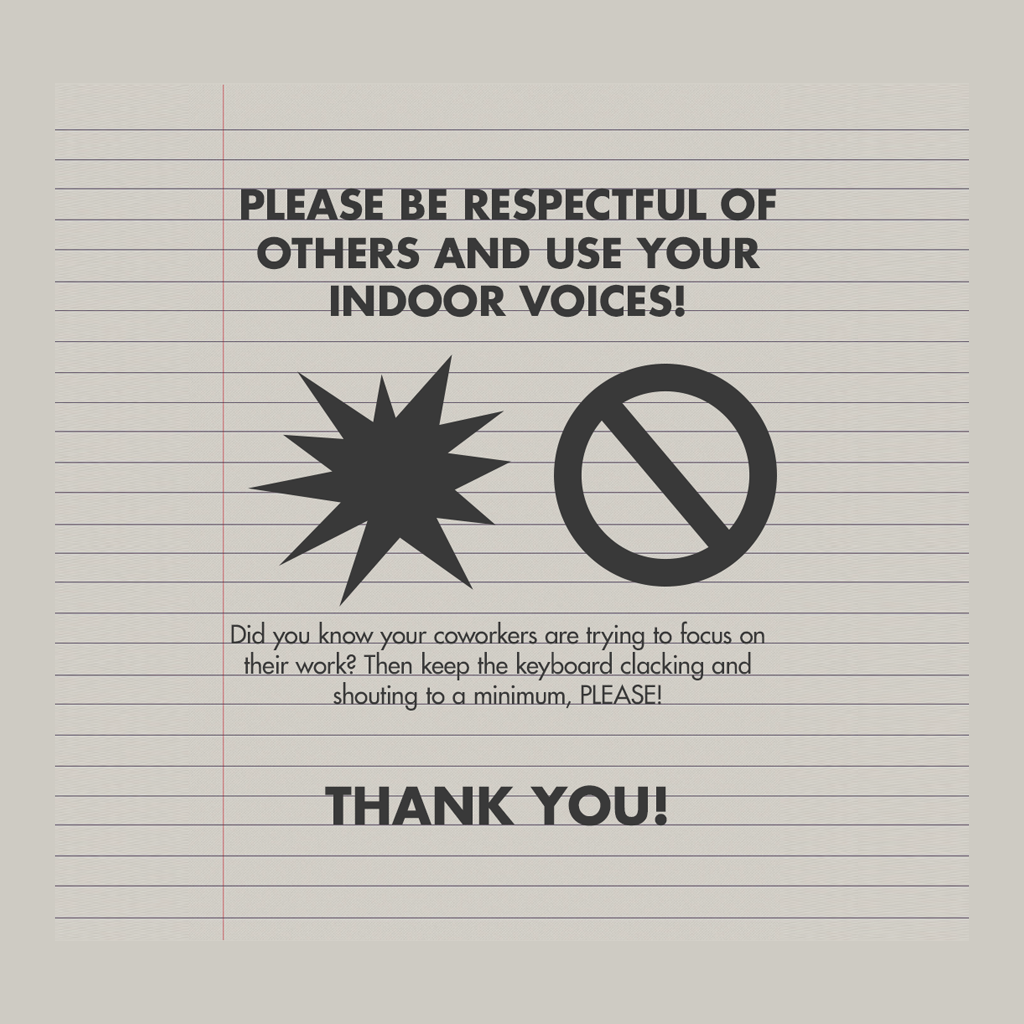 PLEASE BE RESPECTFUL OF
OTHERS AND USE YOUR
INDOOR VOICES!
Did you know your coworkers are trying to focus on
their work? Then keep the keyboard clacking and
shouting to a minimum, PLEASE!
THANK YOU!